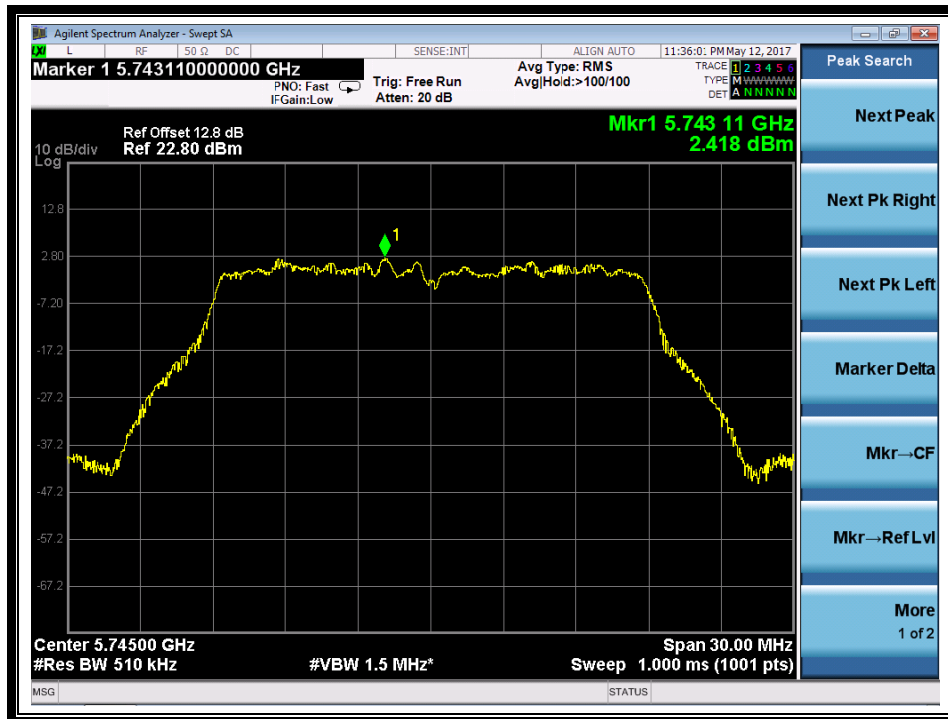 Agilent Spectrum Analyzer - Swept SA
LXI L RF 50 Ω DC SENSE:INT ALIGN AUTO 11:36:01 PM May 12, 2017
Marker 1 5.743110000000 GHz
PNO: Fast
IFGain:Low
Trig: Free Run
Atten: 20 dB
Avg Type: RMS
Avg|Hold:>100/100
TRACE 1 2 3 4 5 6
TYPE M WWWWW
DET A N N N N N
Ref Offset 12.8 dB
10 dB/div Ref 22.80 dBm
Log
Mkr1 5.743 11 GHz
2.418 dBm
12.8
1
2.80
-7.20
-17.2
-27.2
-37.2
-47.2
-57.2
-67.2
Center 5.74500 GHz Span 30.00 MHz
#Res BW 510 kHz #VBW 1.5 MHz* Sweep 1.000 ms (1001 pts)
MSG STATUS
Peak Search
Next Peak
Next Pk Right
Next Pk Left
Marker Delta
Mkr→CF
Mkr→Ref Lvl
More
1 of 2